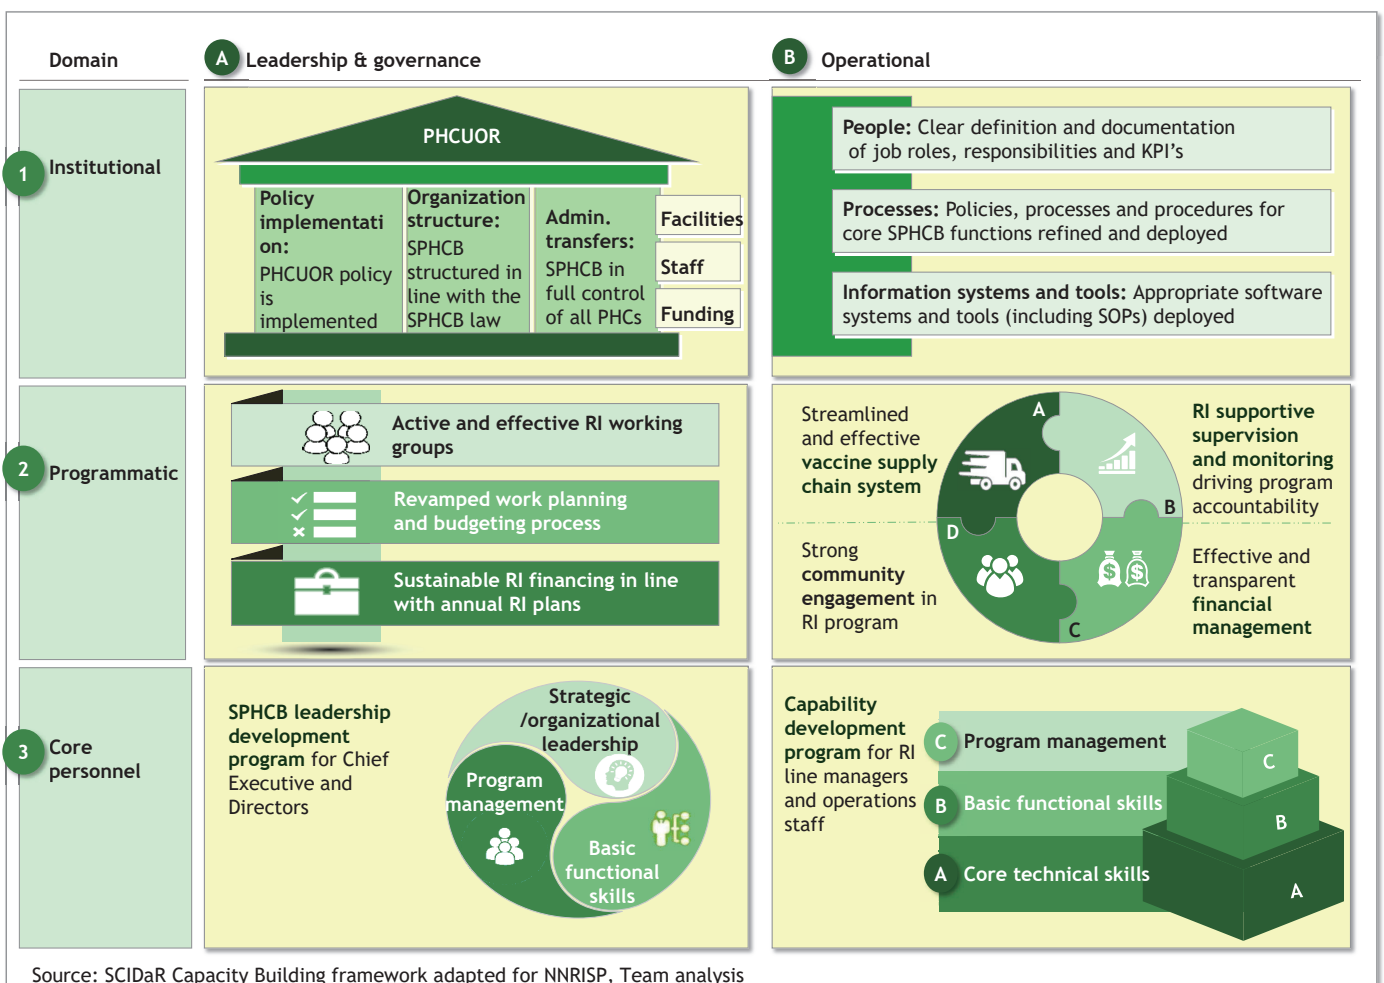 Domain
A Leadership & governance
B Operational
1 Institutional
PHCUOR
Policy
implementati
on:
PHCUOR policy
is
implemented
Organization
structure:
SPHCB
structured in
line with the
SPHCB law
Admin.
transfers:
SPHCB in
full control
of all PHCs
Facilities
Staff
Funding
People: Clear definition and documentation
of job roles, responsibilities and KPI's
Processes: Policies, processes and procedures for
core SPHCB functions refined and deployed
Information systems and tools: Appropriate software
systems and tools (including SOPs) deployed
2 Programmatic
Active and effective RI working
groups
Revamped work planning
and budgeting process
Sustainable RI financing in line
with annual RI plans
Streamlined
and effective
vaccine supply
chain system
A
RI supportive
supervision
and monitoring
driving program
accountability
B
D
Strong
community
engagement in
RI program
$ $
C
Effective and
transparent
financial
management
3 Core
personnel
SPHCB leadership
development
program for Chief
Executive and
Directors
Strategic
/organizational
leadership
Program
management
Basic
functional
skills
Capability
development
program for RI
line managers
and operations
staff
C Program management
B Basic functional skills
A Core technical skills
C
B
A
Source: SCIDaR Capacity Building framework adapted for NNRISP, Team analysis